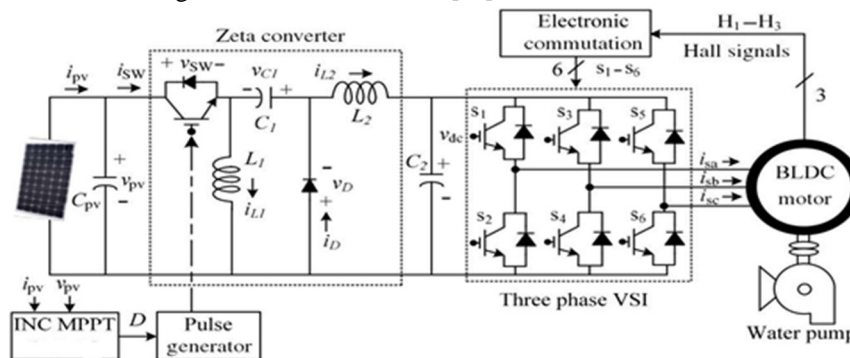 Zeta converter
Electronic
commutation
H1–H3
Hall signals
6
s1–s6
3
ipv
iSW
+ vSW-
- vC1 +
C1
iL2
L2
L1
iL1
Cpv
+
vpv
-
-
vD
+
iD
C2
+
-
vdc
s1
s3
s5
s2
s4
s6
isa
isb
isc
BLDC
motor
Three phase VSI
Water pump
ipv
vpv
INC MPPT
D
Pulse
generator